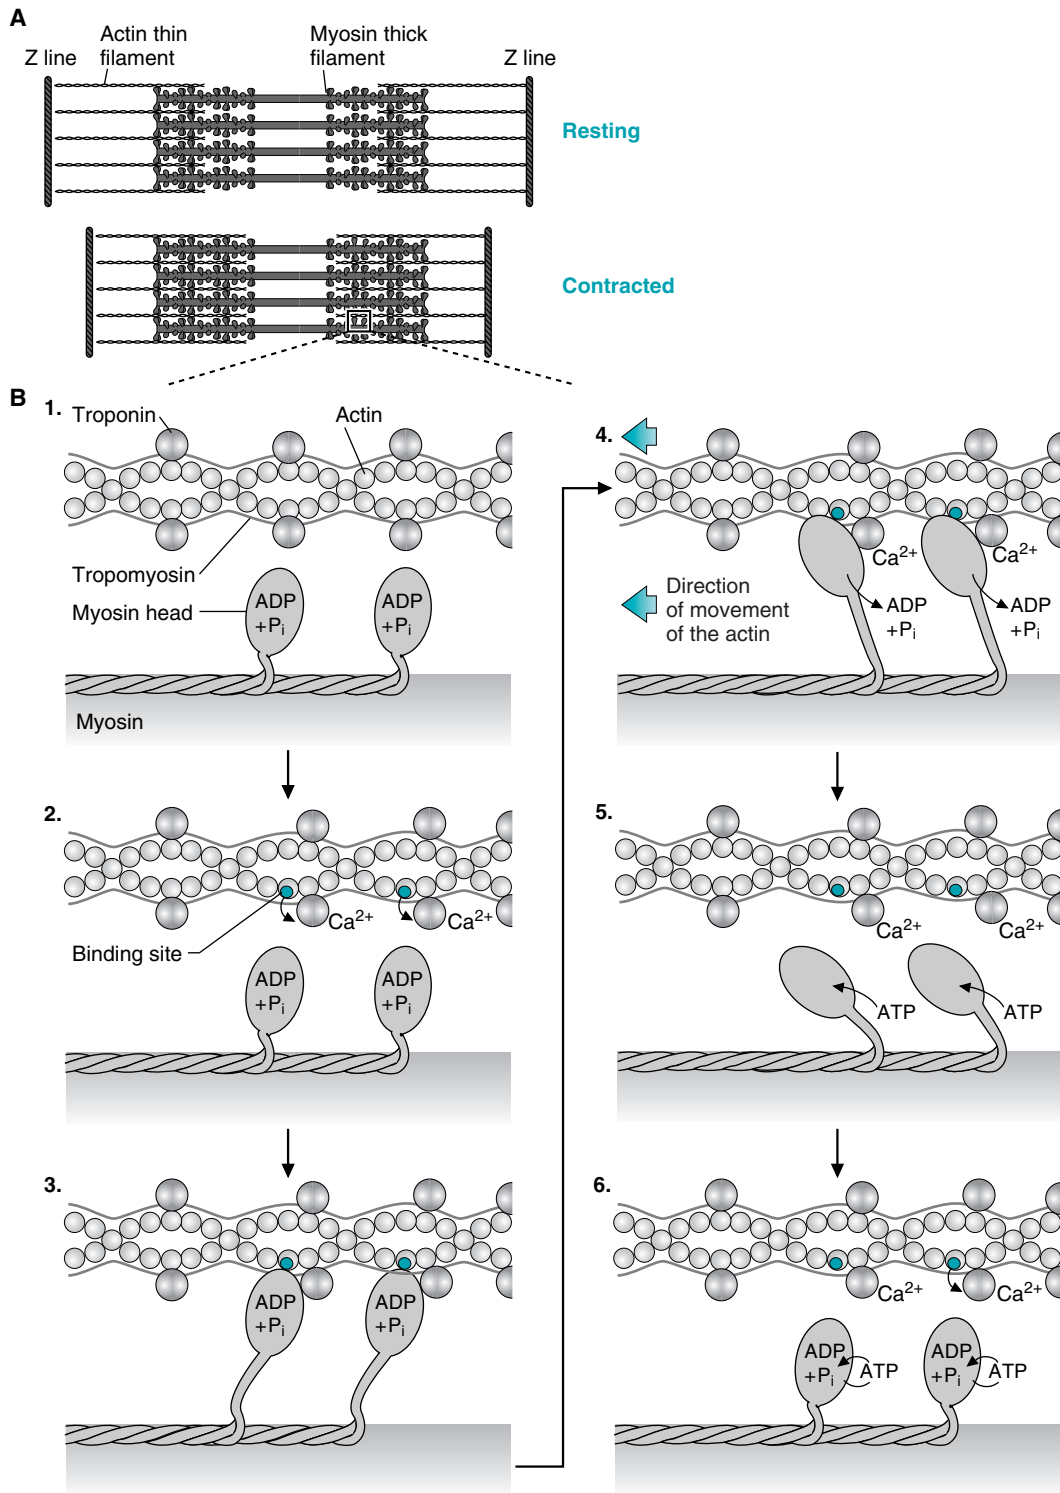 A
Actin thin
filament
Myosin thick
filament
Z line
Z line
Resting
Contracted
B
1.
Troponin
Actin
Tropomyosin
Myosin head
ADP
+Pi
ADP
+Pi
Myosin
2.
Ca2+
Ca2+
Binding site
ADP
+Pi
ADP
+Pi
3.
ADP
+Pi
ADP
+Pi
4.
Ca2+
Ca2+
Direction
of movement
of the actin
ADP
+Pi
ADP
+Pi
5.
Ca2+
Ca2+
ATP
ATP
6.
Ca2+
Ca2+
ADP
+Pi
ATP
ADP
+Pi
ATP